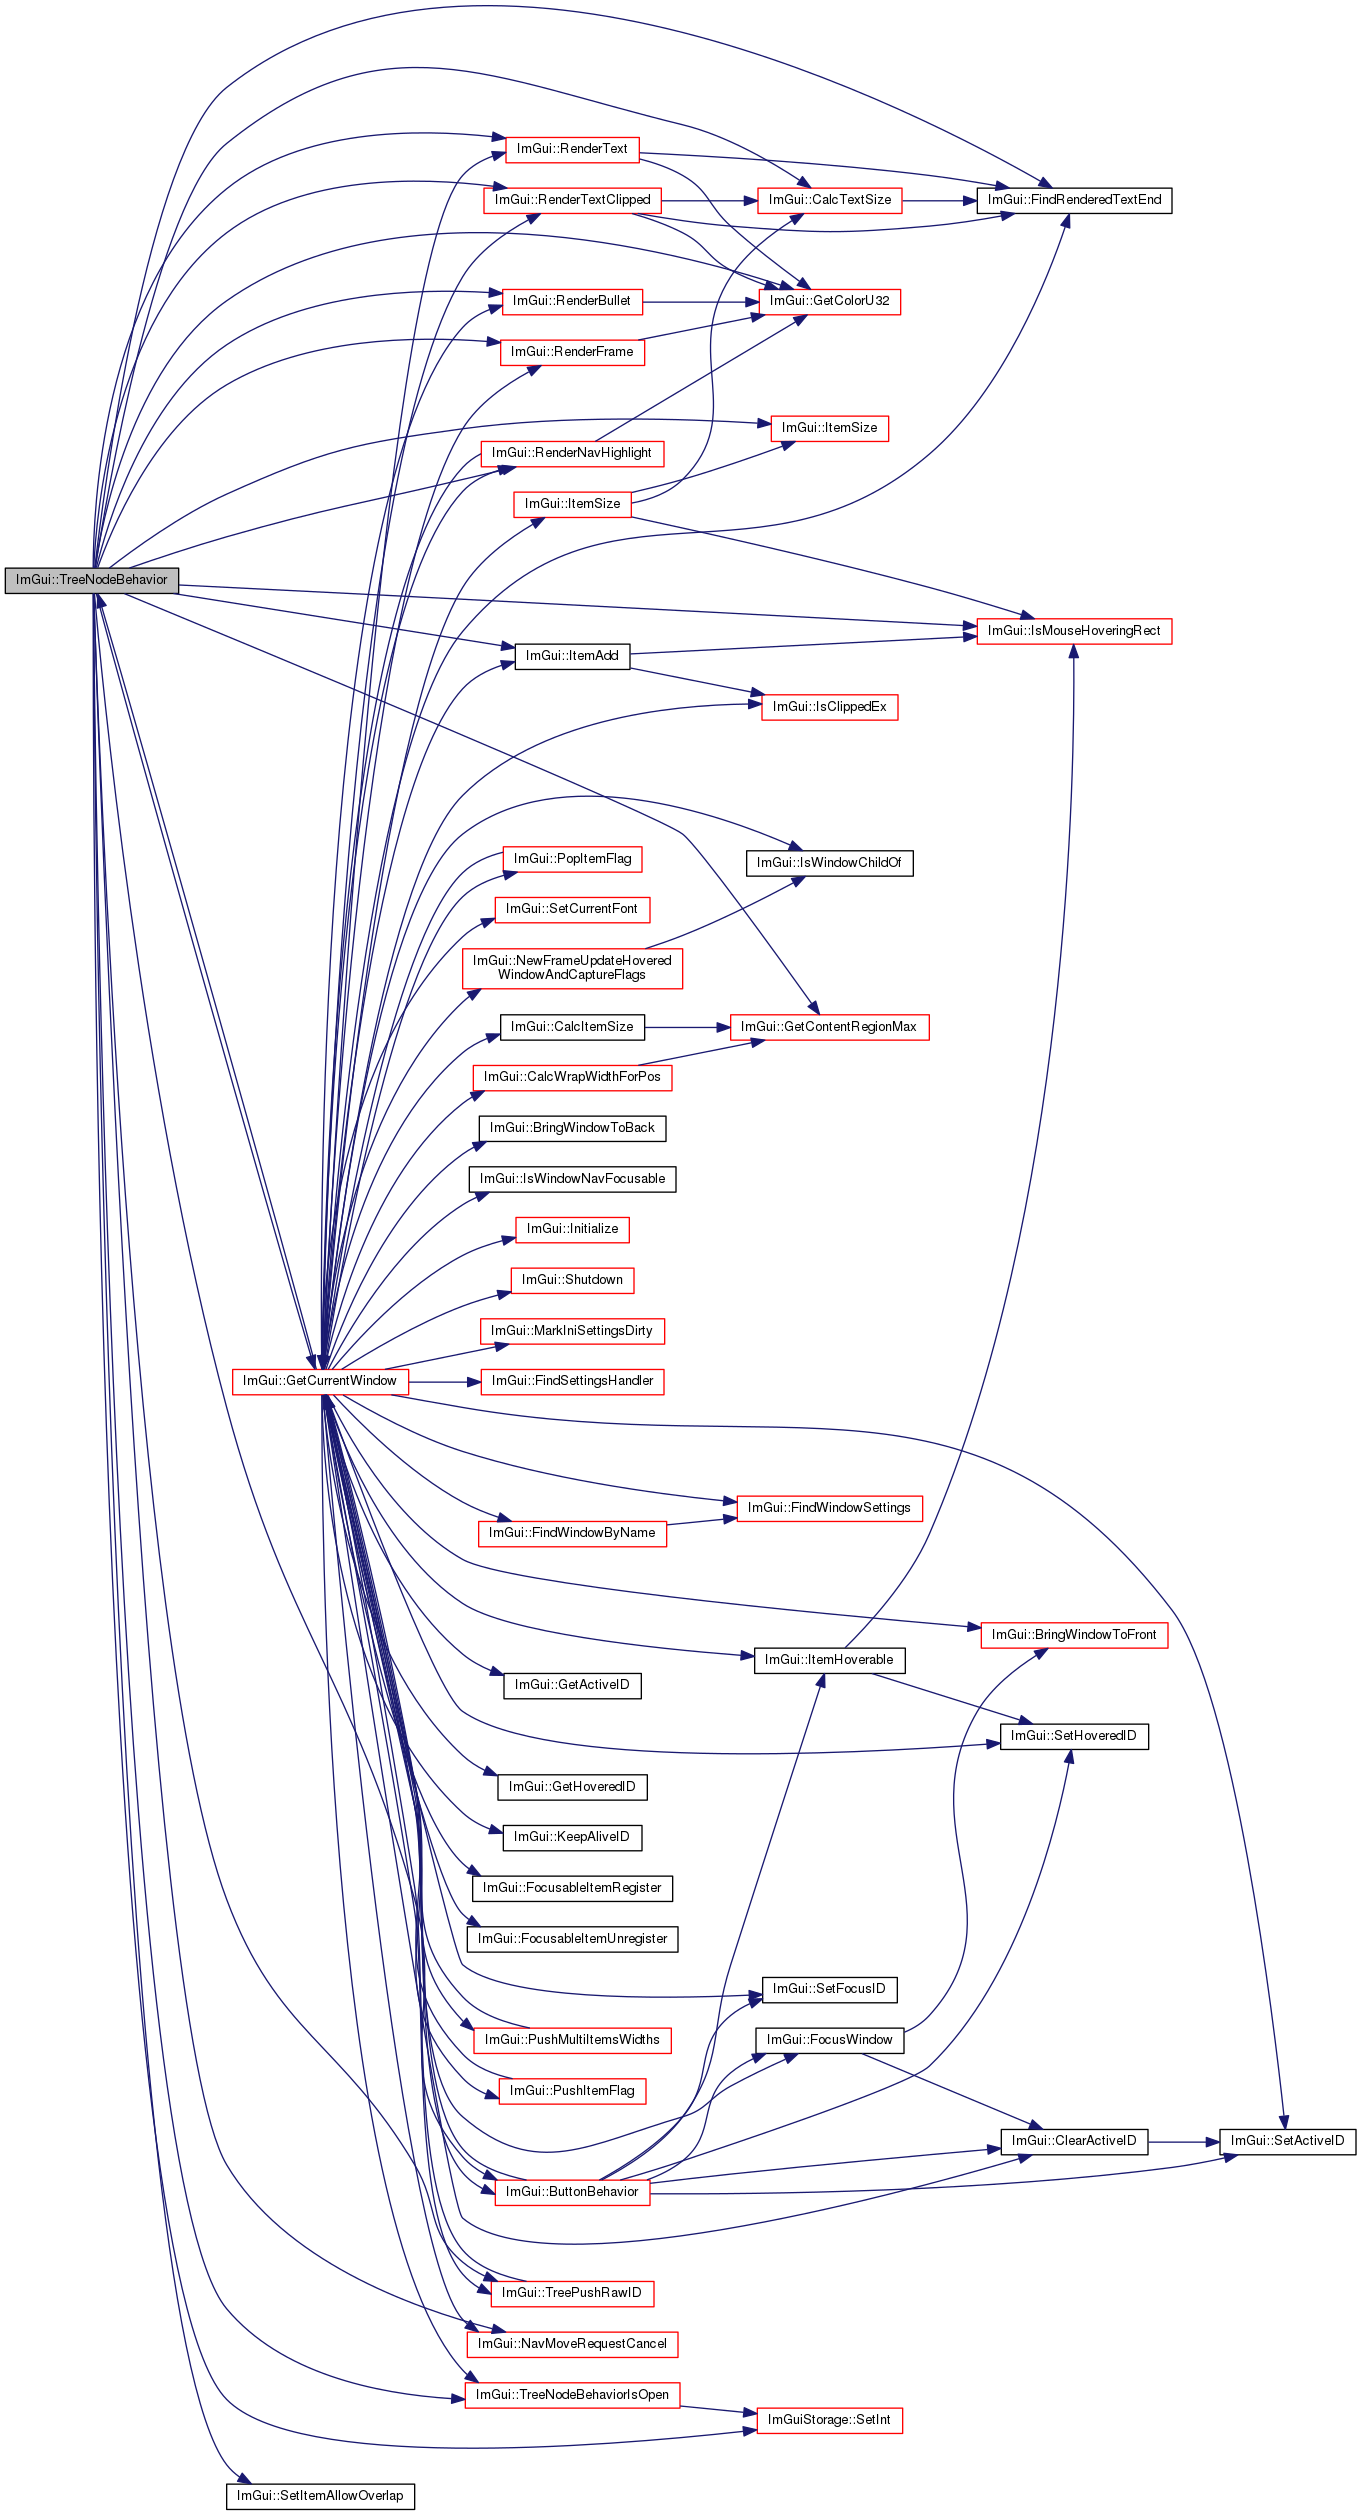 ImGui::RenderText
ImGui::RenderTextClipped
ImGui::CalcTextSize
ImGui::FindRenderedTextEnd
ImGui::RenderBullet
ImGui::GetColorU32
ImGui::RenderFrame
ImGui::ItemSize
ImGui::RenderNavHighlight
ImGui::ItemSize
ImGui::TreeNodeBehavior
ImGui::IsMouseHoveringRect
ImGui::ItemAdd
ImGui::IsClippedEx
ImGui::PopItemFlag
ImGui::IsWindowChildOf
ImGui::SetCurrentFont
ImGui::NewFrameUpdateHovered
WindowAndCaptureFlags
ImGui::CalcItemSize
ImGui::GetContentRegionMax
ImGui::CalcWrapWidthForPos
ImGui::BringWindowToBack
ImGui::IsWindowNavFocusable
ImGui::Initialize
ImGui::Shutdown
ImGui::MarkIniSettingsDirty
ImGui::GetCurrentWindow
ImGui::FindSettingsHandler
ImGui::FindWindowSettings
ImGui::FindWindowByName
ImGui::BringWindowToFront
ImGui::ItemHoverable
ImGui::GetActiveID
ImGui::SetHoveredID
ImGui::GetHoveredID
ImGui::KeepAliveID
ImGui::FocusableItemRegister
ImGui::FocusableItemUnregister
ImGui::SetFocusID
ImGui::PushMultiItemsWidths
ImGui::FocusWindow
ImGui::PushItemFlag
ImGui::ClearActiveID
ImGui::SetActiveID
ImGui::ButtonBehavior
ImGui::TreePushRawID
ImGui::NavMoveRequestCancel
ImGui::TreeNodeBehaviorIsOpen
ImGuiStorage::SetInt
ImGui::SetItemAllowOverlap